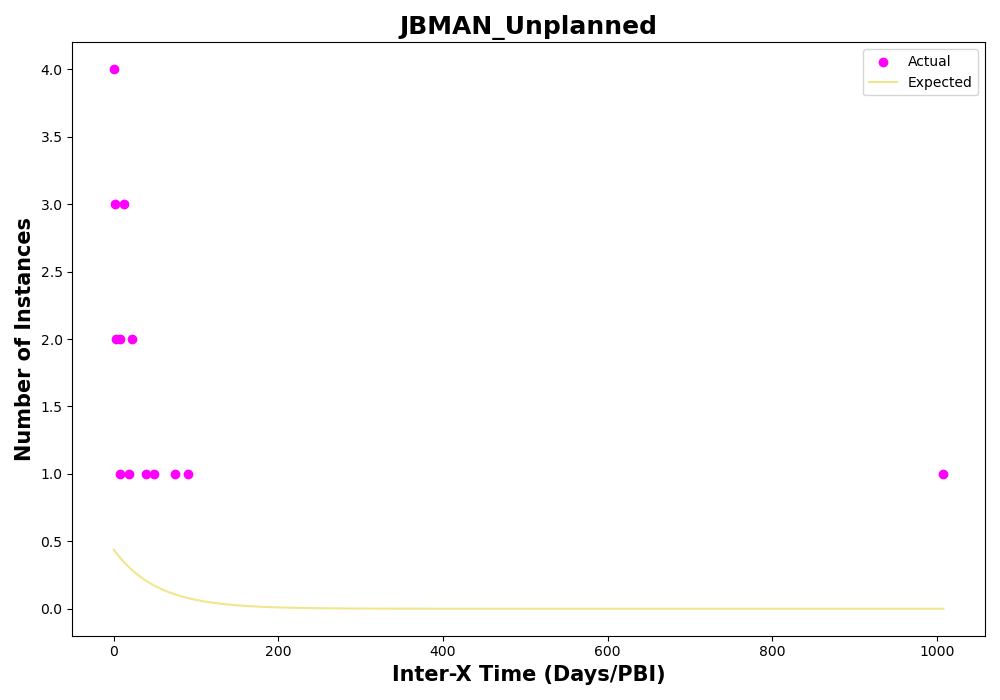 JBMAN_Unplanned
Actual
Expected
Number of Instances
4.0
3.5
3.0
2.5
2.0
1.5
1.0
0.5
0.0
0 200 400 600 800 1000
Inter-X Time (Days/PBI)